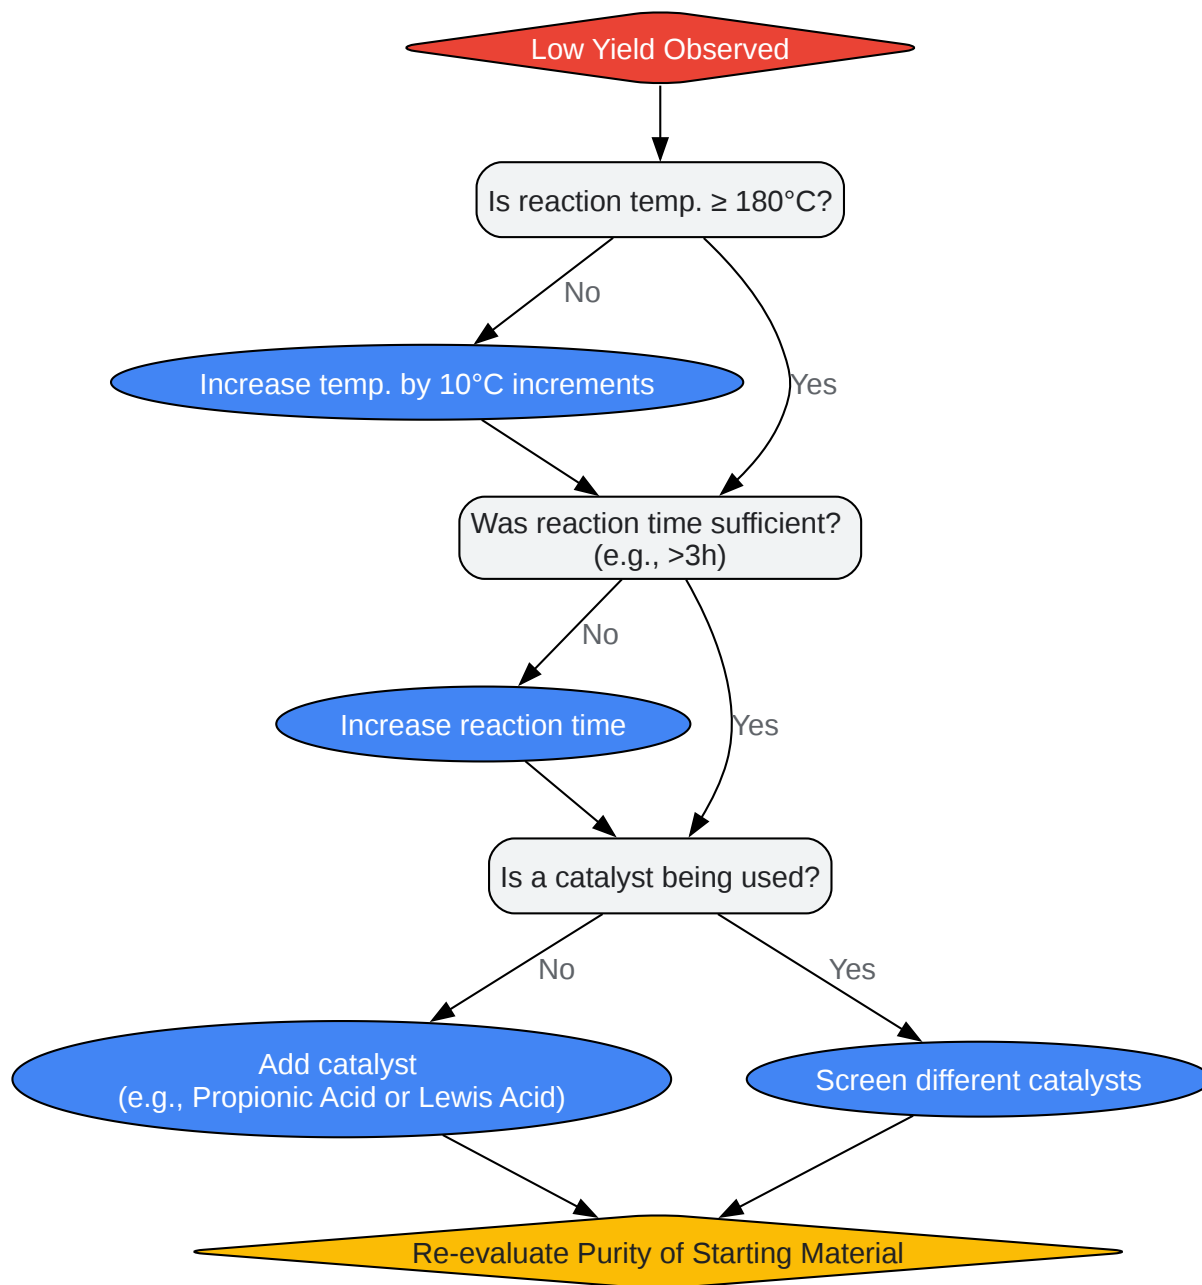 Low Yield Observed
Is reaction temp. ≥ 180°C?
No
Increase temp. by 10°C increments
Yes
Was reaction time sufficient?
(e.g., >3h)
No
Increase reaction time
Yes
Is a catalyst being used?
No
Yes
Add catalyst
(e.g., Propionic Acid or Lewis Acid)
Screen different catalysts
Re-evaluate Purity of Starting Material